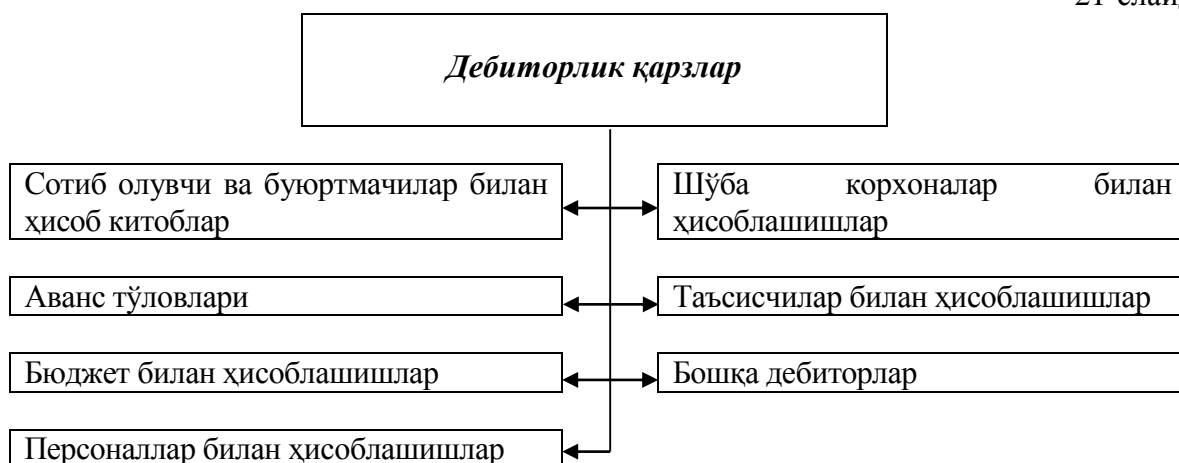 Дебиторлик қарзлар
Сотиб олувчи ва буюртмачилар билан
ҳисоб китоблар
Шўба корхоналар билан
ҳисоблашишлар
Аванс тўловлари
Таъсисчилар билан ҳисоблашишлар
Бюджет билан ҳисоблашишлар
Бошқа дебиторлар
Персоналлар билан ҳисоблашишлар